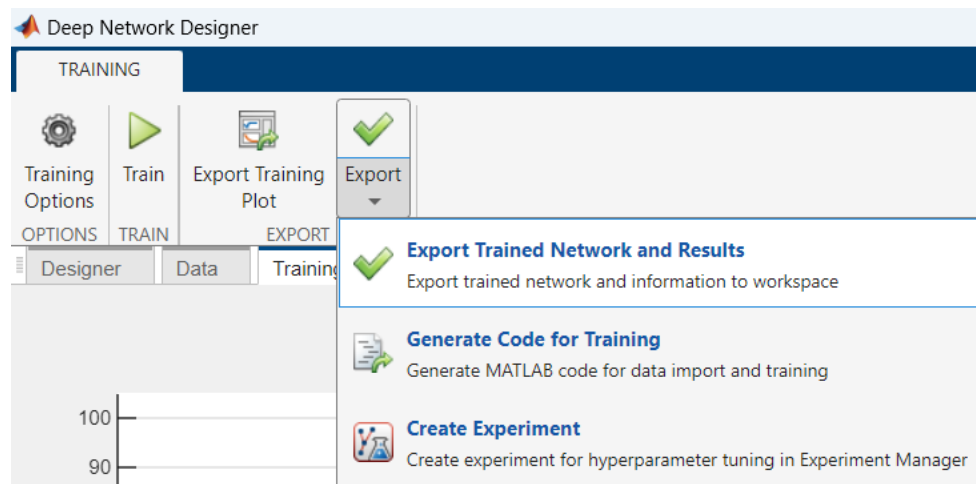 Deep Network Designer
TRAINING
Training Options
Train
Export Training Plot
Export
OPTIONS
TRAIN
EXPORT
Designer
Data
Training
Export Trained Network and Results
Export trained network and information to workspace
Generate Code for Training
Generate MATLAB code for data import and training
Create Experiment
Create experiment for hyperparameter tuning in Experiment Manager
100
90